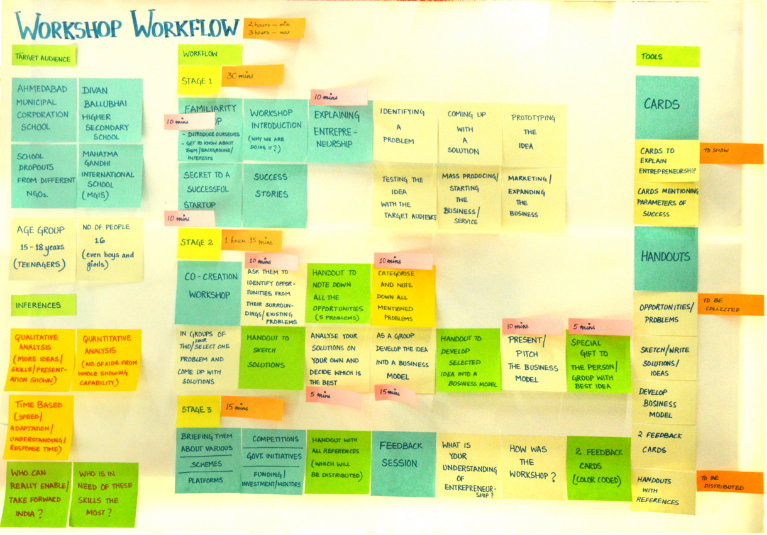 WORKSHOP WORKFLOW
2 hours - min
3 hours - max
TARGET AUDIENCE
AHMEDABAD
MUNICIPAL
CORPORATION
SCHOOL
DIVAN
BALLUBHAI
HIGHER
SECONDARY
SCHOOL
SCHOOL
DROPOUTS
FROM DIFFERENT
NGOs
MAHATMA
GANDHI
INTERNATIONAL
SCHOOL
(MGIS)
AGE GROUP
15-18 years
(TEENAGERS)
NO OF PEOPLE
16
(even boys and
girls)
INFERENCES
QUALITATIVE
ANALYSIS
(MORE IDEAS/
SKILLS/PRESENT-
ATION SHOWN)
QUANTITATIVE
ANALYSIS
(NO. OF KIDS FROM
WHOLE SHOWING
CAPABILITY)
TIME BASED
(SPEED/
ADAPTATION/
UNDERSTANDING/
RESPONSE TIME)
WHO CAN
REALLY ENABLE/
TAKE FORWARD
INDIA?
WHO IS IN
NEED OF THESE
SKILLS THE
MOST?
WORKFLOW
STAGE 1
30 mins
FAMILIARITY
UP
10 mins
- INTRODUCE OURSELVES
- GET TO KNOW ABOUT
THEM/BACKGROUND/
INTERESTS
WORKSHOP
INTRODUCTION
(WHY WE ARE
DOING IT?)
10 mins
EXPLAINING
ENTREPRE-
NEURSHIP
IDENTIFYING
A
PROBLEM
COMING UP
WITH
A
SOLUTION
PROTOTYPING
THE
IDEA
SECRET TO A
SUCCESSFUL
STARTUP
10 mins
SUCCESS
STORIES
TESTING THE
IDEA
WITH THE
TARGET AUDIENCE
MASS PRODUCING/
STARTING
THE
BUSINESS/
SERVICE
MARKETING/
EXPANDING
THE
BUSINESS
STAGE 2
1 hour 15 mins
CO-CREATION
WORKSHOP
10 mins
ASK THEM TO
IDENTIFY OPPOR-
TUNITIES FROM
THEIR SURROUN-
DINGS/EXISTING
PROBLEMS
HANDOUT TO
NOTE DOWN
ALL THE
OPPORTUNITIES
PROBLEMS)
10 mins
CATEGORISE
AND NOTE
DOWN ALL
MENTIONED
PROBLEMS
IN GROUPS OF
FOUR
TWO/SELECT ONE
PROBLEM AND
COME UP WITH
SOLUTIONS
HANDOUT TO
SKETCH
SOLUTIONS
ANALYSE YOUR
SOLUTIONS ON
YOUR OWN AND
DECIDE WHICH IS
THE BEST
5 mins
AS A GROUP
DEVELOP THE IDEA
INTO A BUSINESS
MODEL
15 mins
HANDOUT TO
DEVELOP
SELECTED
IDEA INTO A BUSINESS MODEL
10 mins
PRESENT/
PITCH
THE BUSINESS
MODEL
5 mins
SPECIAL
GIFT TO
THE PERSON/
GROUP WITH
BEST IDEA
STAGE 3
15 mins
BRIEFING THEM
ABOUT VARIOUS
SCHEMES
PLATFORMS
COMPETITIONS
GOVT. INITIATIVES
FUNDING/
HANDOUT WITH
ALL REFERENCES
(WHICH WILL
BE DISTRIBUTED)
FEEDBACK
SESSION
WHAT IS
YOUR
UNDERSTANDING
OF
ENTREPRENEUR-
SHIP?
HOW WAS
THE
WORKSHOP?
2 FEEDBACK
CARDS
(COLOR CODED)
TOOLS
CARDS
CARDS TO
EXPLAIN
ENTREPRENEURSHIP
TO SHOW
CARDS MENTIONING
PARAMETERS OF
SUCCESS
HANDOUTS
OPPORTUNITIES/
PROBLEMS
TO BE
COLLECTED
SKETCH/WRITE
SOLUTIONS
/IDEAS
DEVELOP
BUSINESS
MODEL
2 FEEDBACK
CARDS
HANDOUTS
WITH
REFERENCES
TO BE
DISTRIBUTED